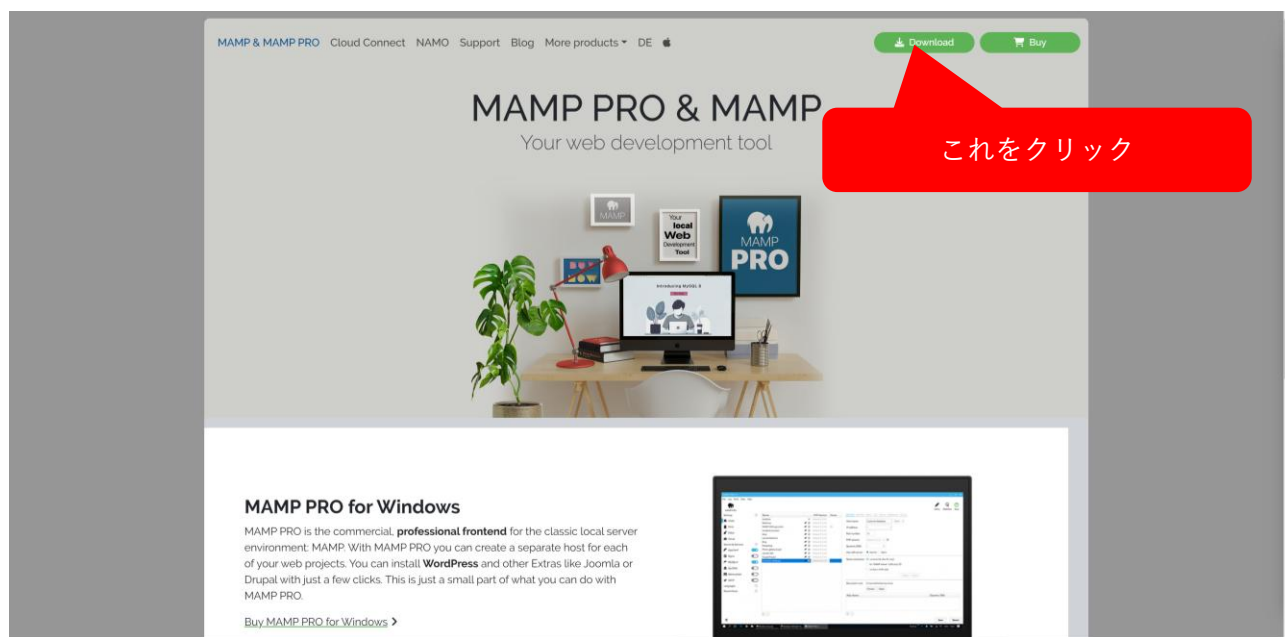 MAMP & MAMP PRO Cloud Connect NAMO Support Blog More products DE
Download
Buy
MAMP PRO & MAMP
Your web development tool
これをクリック
MAMP
Your
local
Web
Development
Tool
MAMP
PRO
Introducing MySQL 8
MAMP PRO for Windows
MAMP PRO is the commercial, professional frontend for the classic local server
environment: MAMP. With MAMP PRO you can create a separate host for each
of your web projects. You can install WordPress and other Extras like Joomla or
Drupal with just a few clicks. This is just a small part of what you can do with
MAMP PRO.
Buy MAMP PRO for Windows